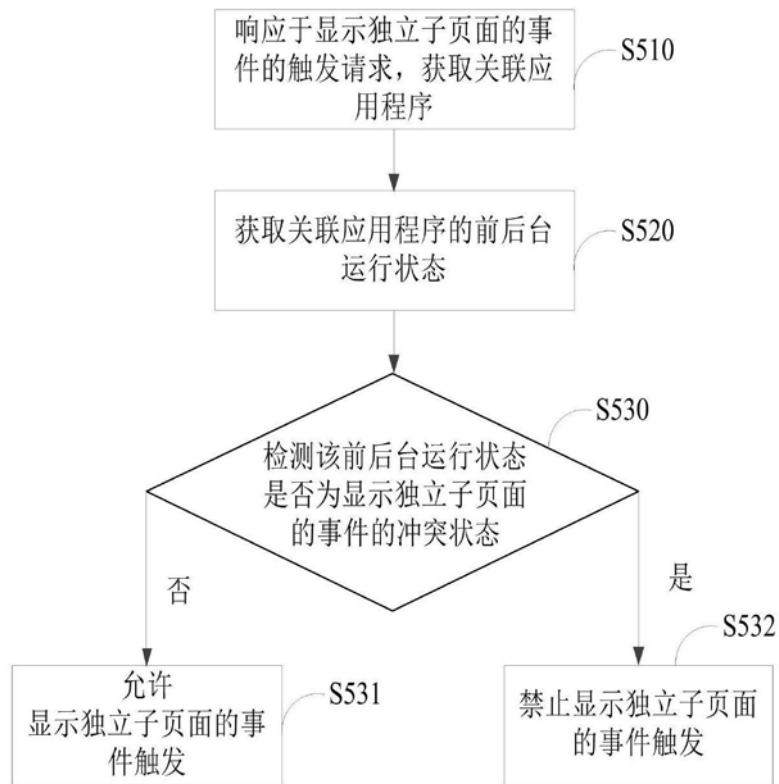 响应于显示独立子页面的事
件的触发请求，获取关联应
用程序
S510
获取关联应用程序的前后台
运行状态
S520
S530
检测该前后台运行状态
是否为显示独立子页面
的事件的冲突状态
否
是
S532
允许
显示独立子页面的事
件触发
S531
禁止显示独立子页面
的事件触发